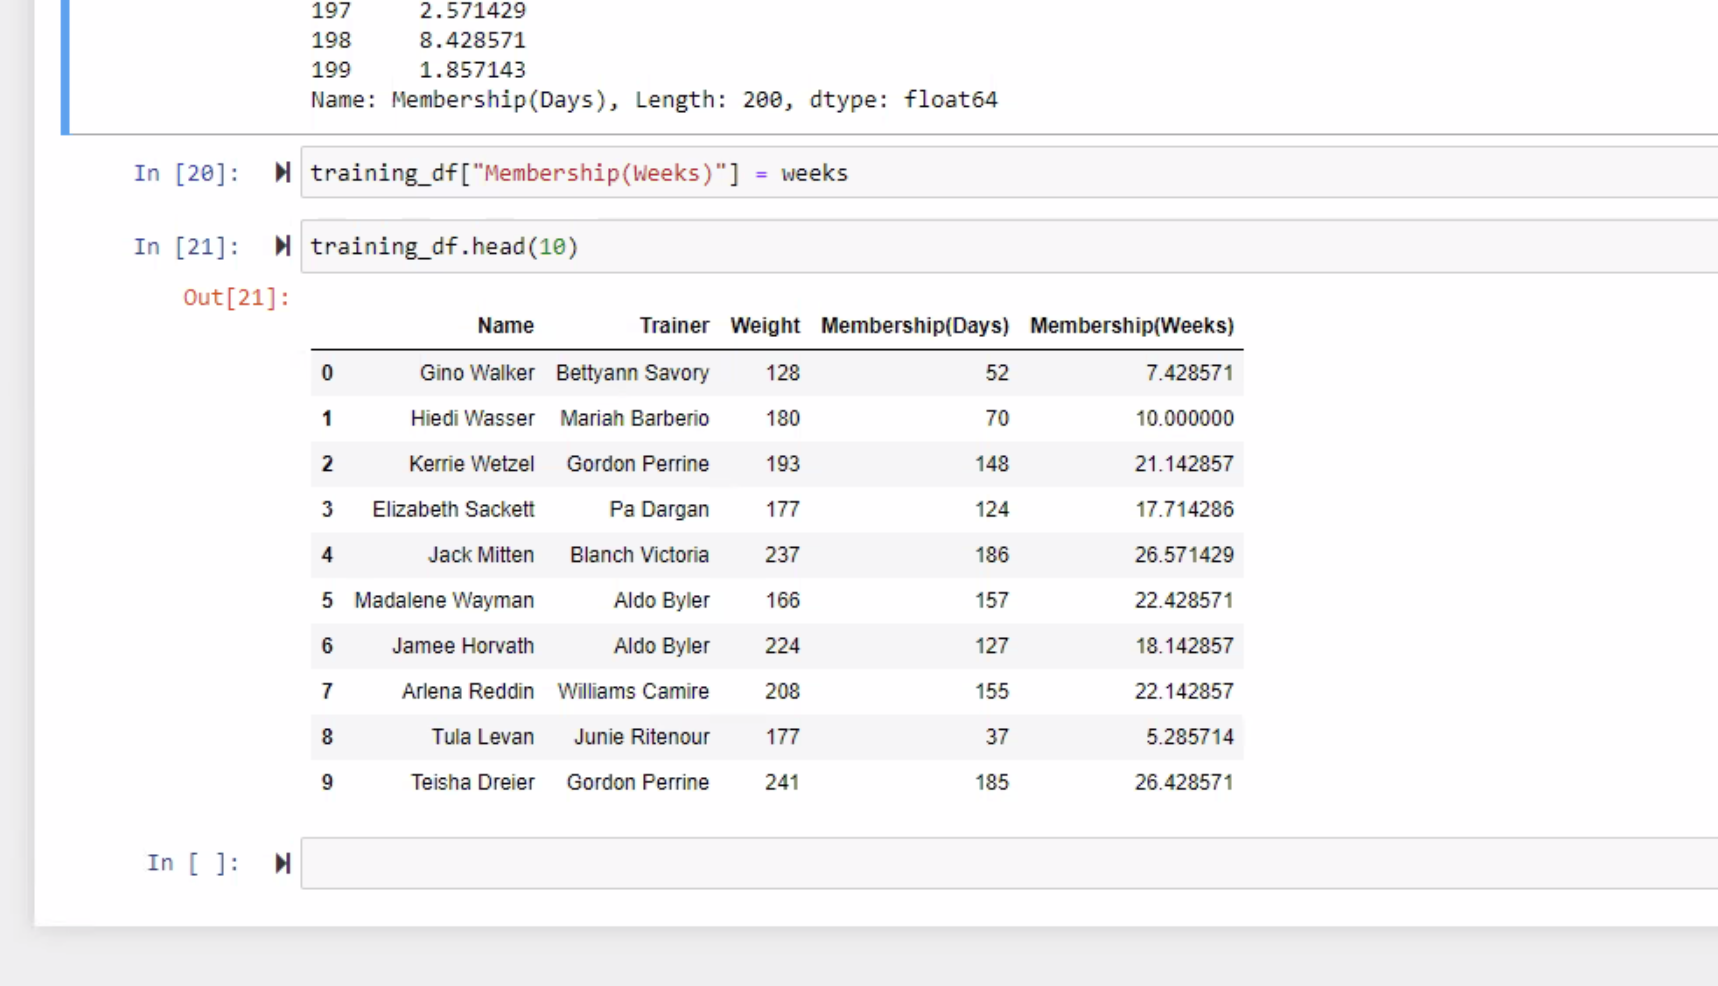 197 2.571429
198 8.428571
199 1.857143
Name: Membership(Days), Length: 200, dtype: float64
In [20]: training_df["Membership(Weeks)"] = weeks
In [21]: training_df.head(10)
Out[21]:
Name Trainer Weight Membership(Days) Membership(Weeks)
0 Gino Walker Bettyann Savory 128 52 7.428571
1 Hiedi Wasser Mariah Barberio 180 70 10.000000
2 Kerrie Wetzel Gordon Perrine 193 148 21.142857
3 Elizabeth Sackett Pa Dargan 177 124 17.714286
4 Jack Mitten Blanch Victoria 237 186 26.571429
5 Madalene Wayman Aldo Byler 166 157 22.428571
6 Jamee Horvath Aldo Byler 224 127 18.142857
7 Arlena Reddin Williams Camire 208 155 22.142857
8 Tula Levan Junie Ritenour 177 37 5.285714
9 Teisha Dreier Gordon Perrine 241 185 26.428571
In [ ]: